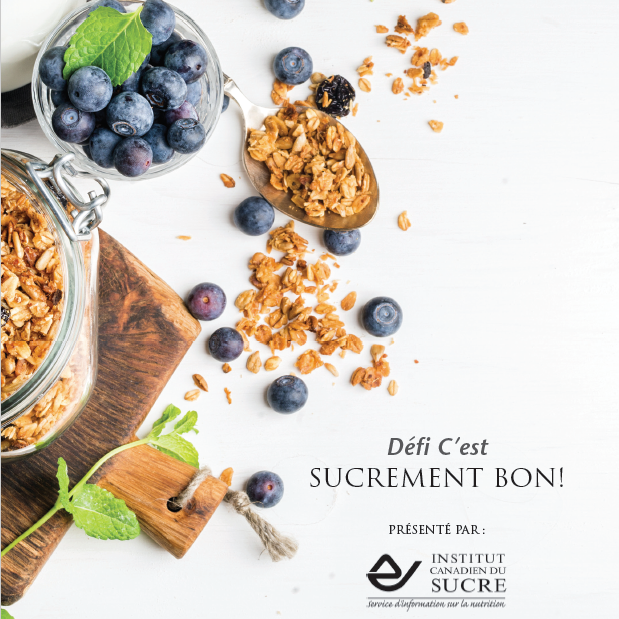 Défi C'est
SUCREMENT BON!
PRÉSENTÉ PAR :
INSTITUT
CANADIEN DU
SUCRE
Service d'information sur la nutrition